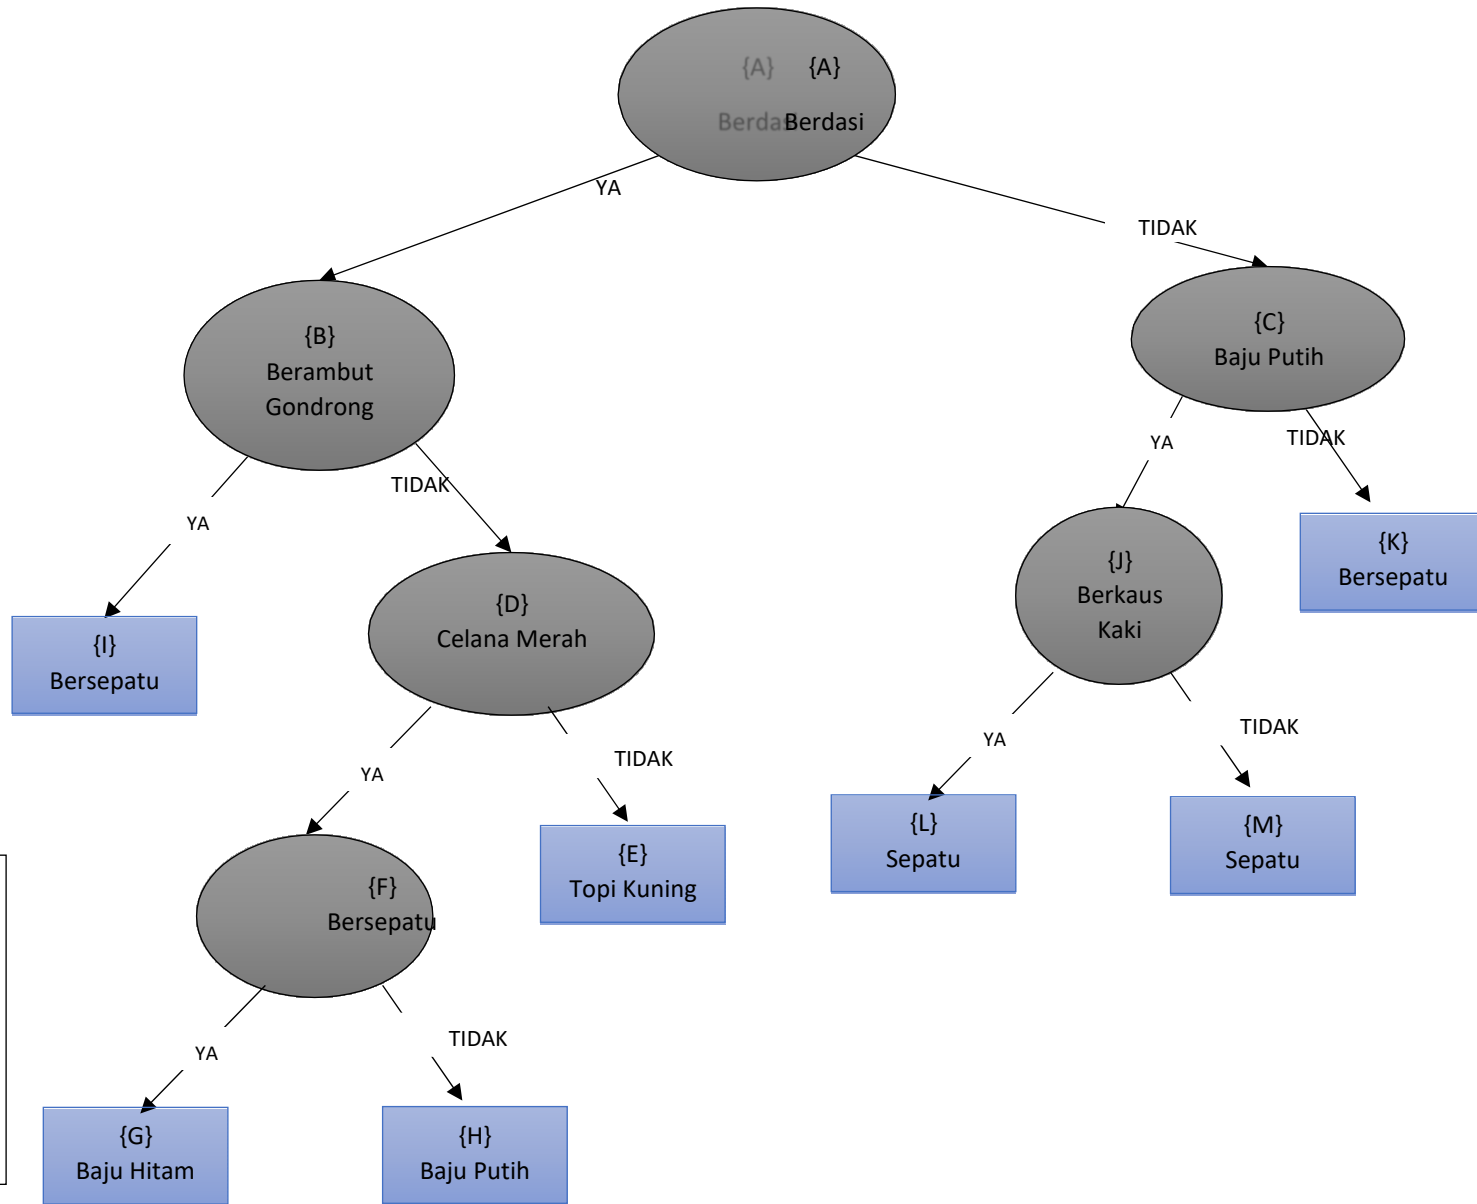 {A} {A}
Berdasi Berdasi
YA
TIDAK
{B}
Berambut
Gondrong
{C}
Baju Putih
YA
TIDAK
TIDAK
YA
{J}
Berkaus
Kaki
{K}
Bersepatu
{D}
Celana Merah
{I}
Bersepatu
YA
TIDAK
TIDAK
YA
{L}
Sepatu
{M}
Sepatu
{E}
Topi Kuning
{F}
Bersepatu
YA
TIDAK
{G}
Baju Hitam
{H}
Baju Putih